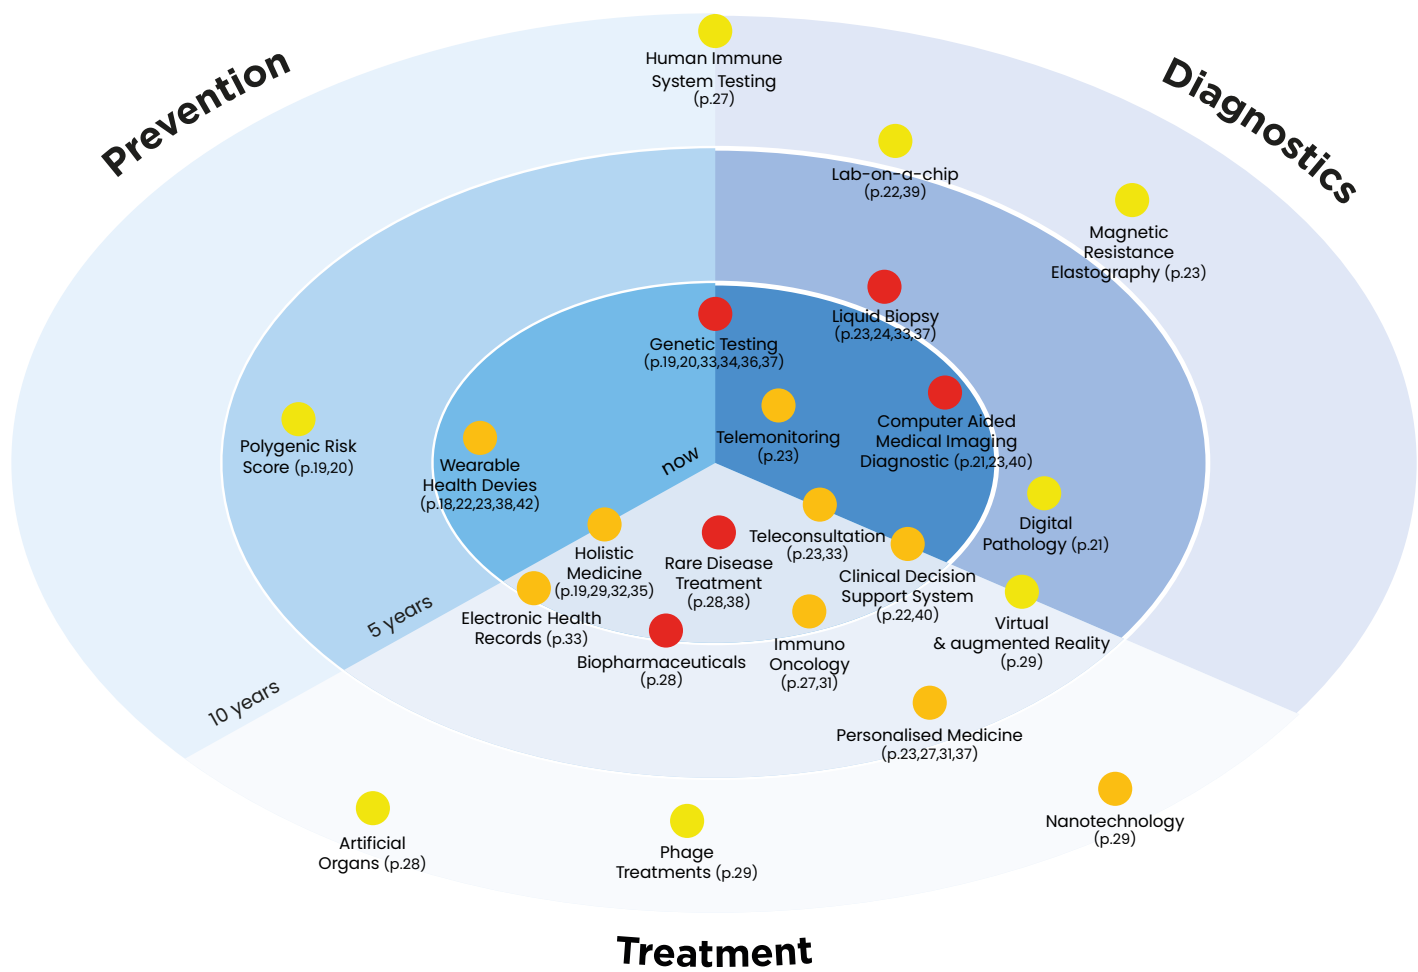 Prevention
Diagnostics
Human Immune
System Testing
(p.27)
Lab-on-a-chip
(p.22,39)
Magnetic
Resistance
Elastography (p.23)
Liquid Biopsy
(p.23,24,33,37)
Genetic Testing
(p.19,20,33,34,36,37)
Telemonitoring
(p.23)
Computer Aided
Medical Imaging
Diagnostic (p.21,23,40)
Polygenic Risk
Score (p.19,20)
Wearable
Health Devies
(p.18,22,23,38,42)
now
Digital
Pathology (p.21)
Teleconsultation
(p.23,33)
Holistic
Medicine
(p.19,29,32,35)
Rare Disease
Treatment
(p.28,38)
Clinical Decision
Support System
(p.22,40)
Electronic Health
Records (p.33)
5 years
Virtual
& augmented Reality
(p.29)
Biopharmaceuticals
(p.28)
Immuno
Oncology
(p.27,31)
10 years
Personalised Medicine
(p.23,27,31,37)
Nanotechnology
(p.29)
Artificial
Organs (p.28)
Phage
Treatments (p.29)
Treatment